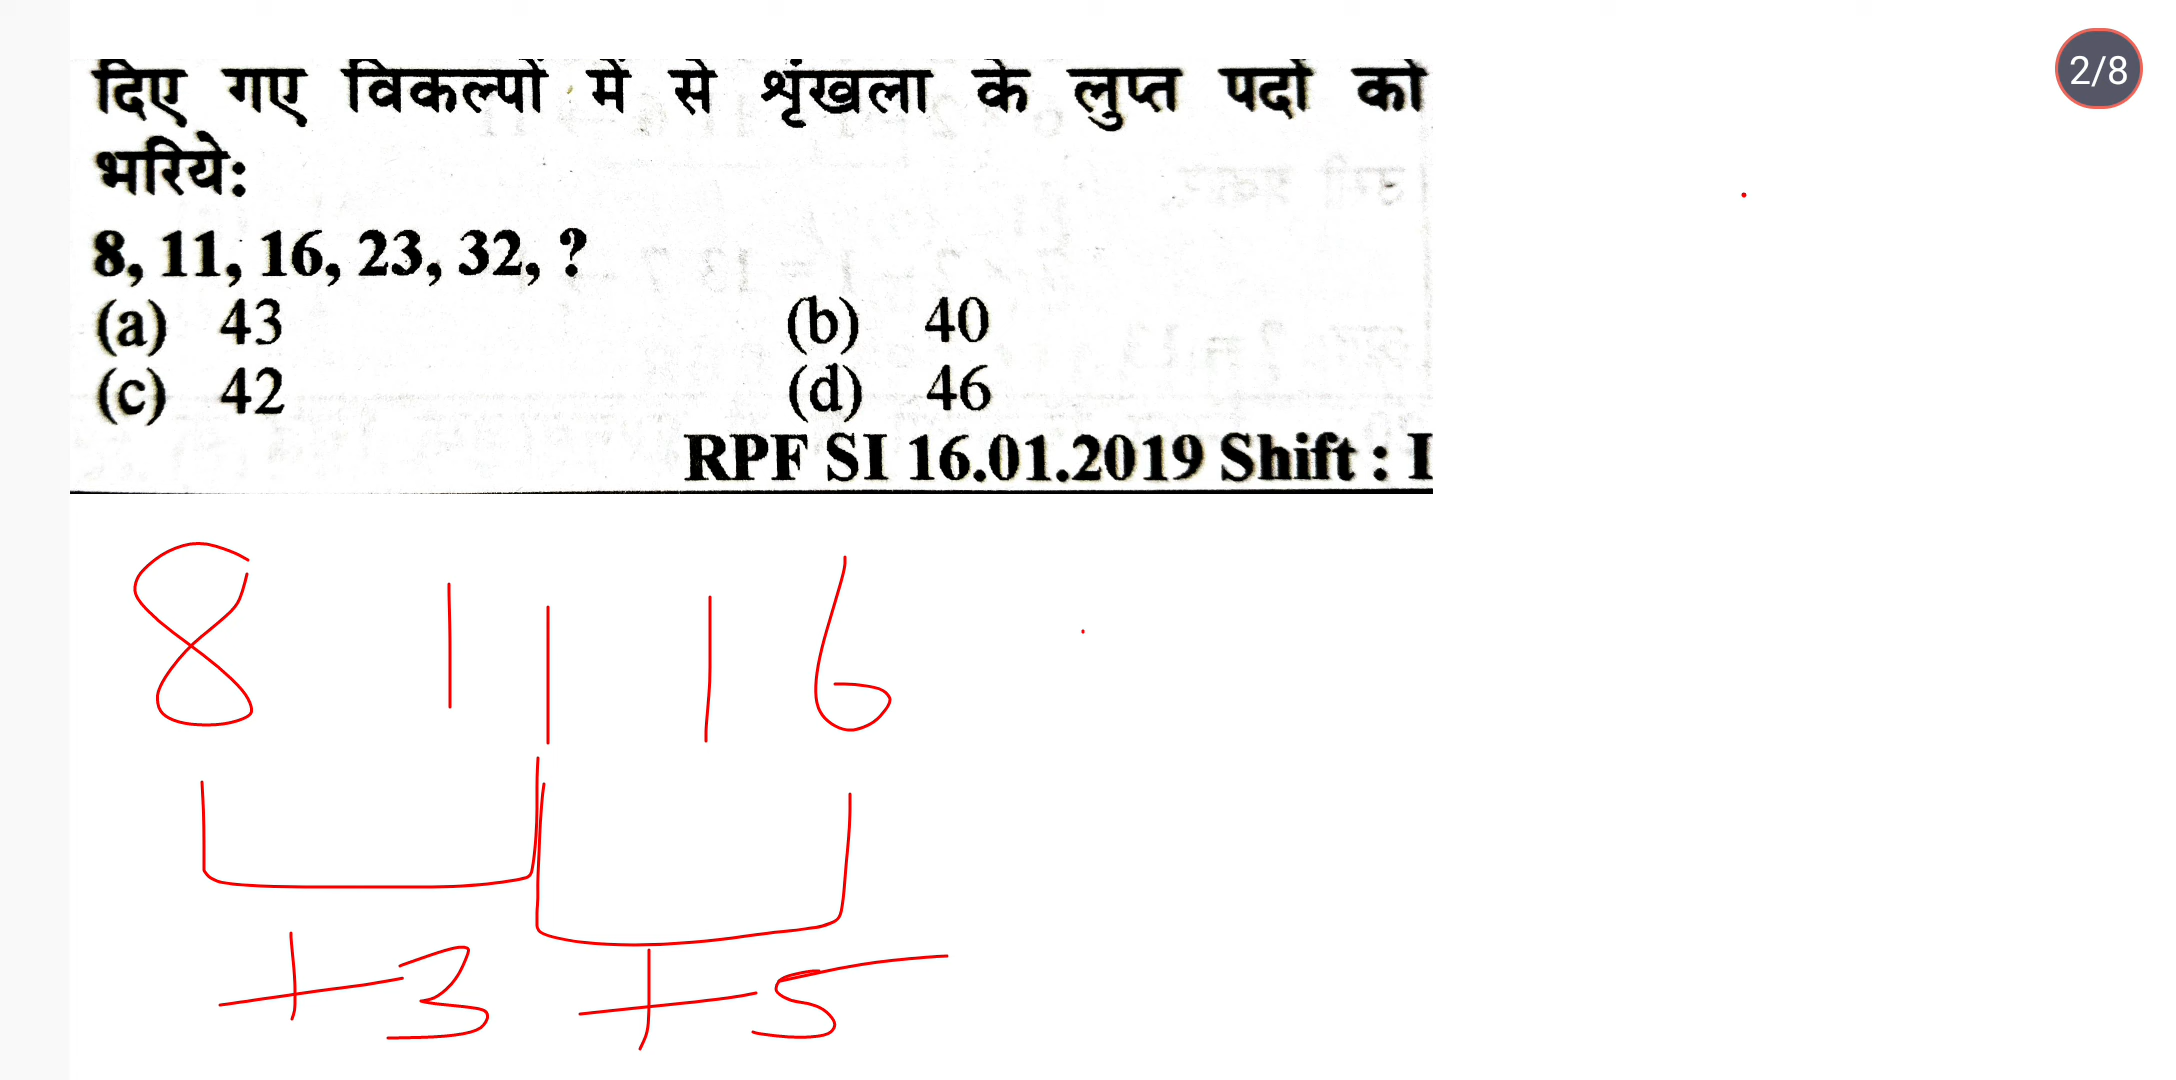 दिए गए विकल्पों में से शृंखला के लुप्त पदों को
भरिये:
8, 11, 16, 23, 32, ?
(a) 43 (b) 40
(c) 42 (d) 46
RPF SI 16.01.2019 Shift : I
2/8
8 11 16
+3 +5